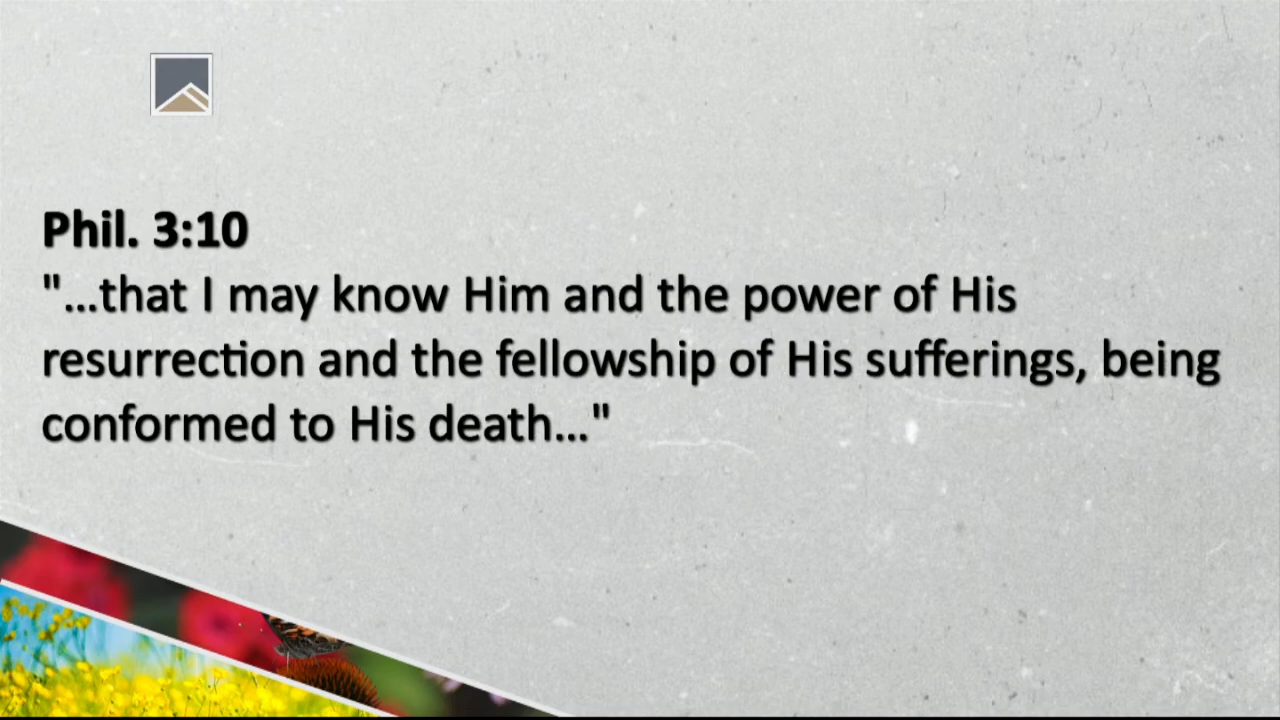 Phil. 3:10
"...that I may know Him and the power of His
resurrection and the fellowship of His sufferings, being
conformed to His death..."